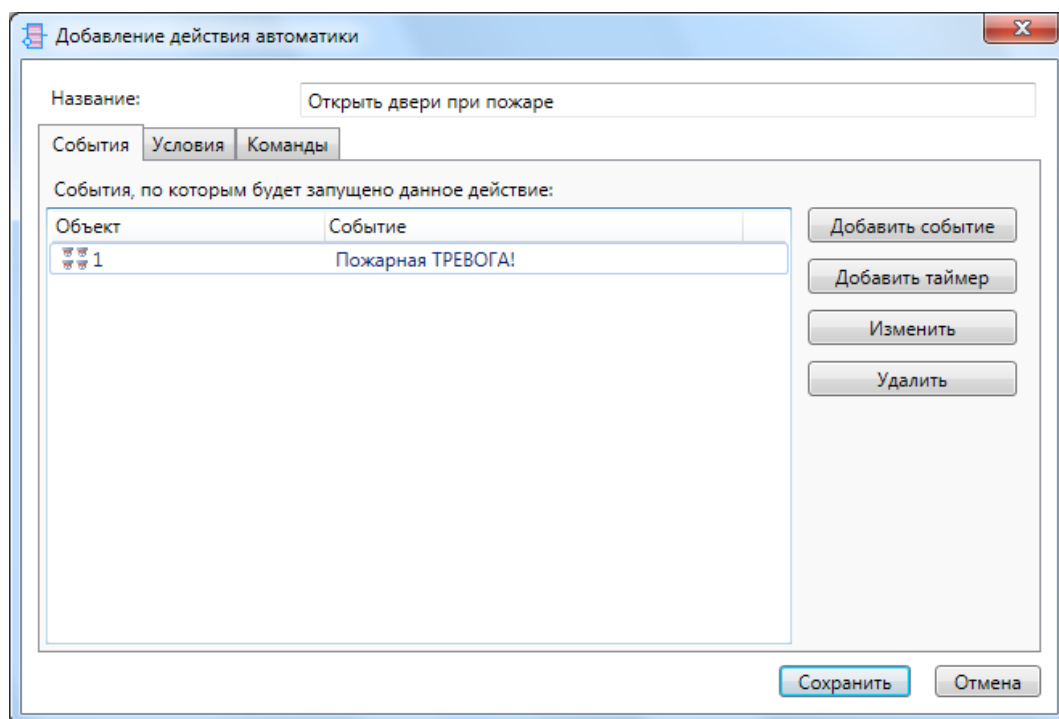 Добавление действия автоматики
Название: Открыть двери при пожаре
События Условия Команды
События, по которым будет запущено данное действие:
Объект Событие Добавить событие
1 Пожарная ТРЕВОГА!
Добавить таймер
Изменить
Удалить
Сохранить Отмена